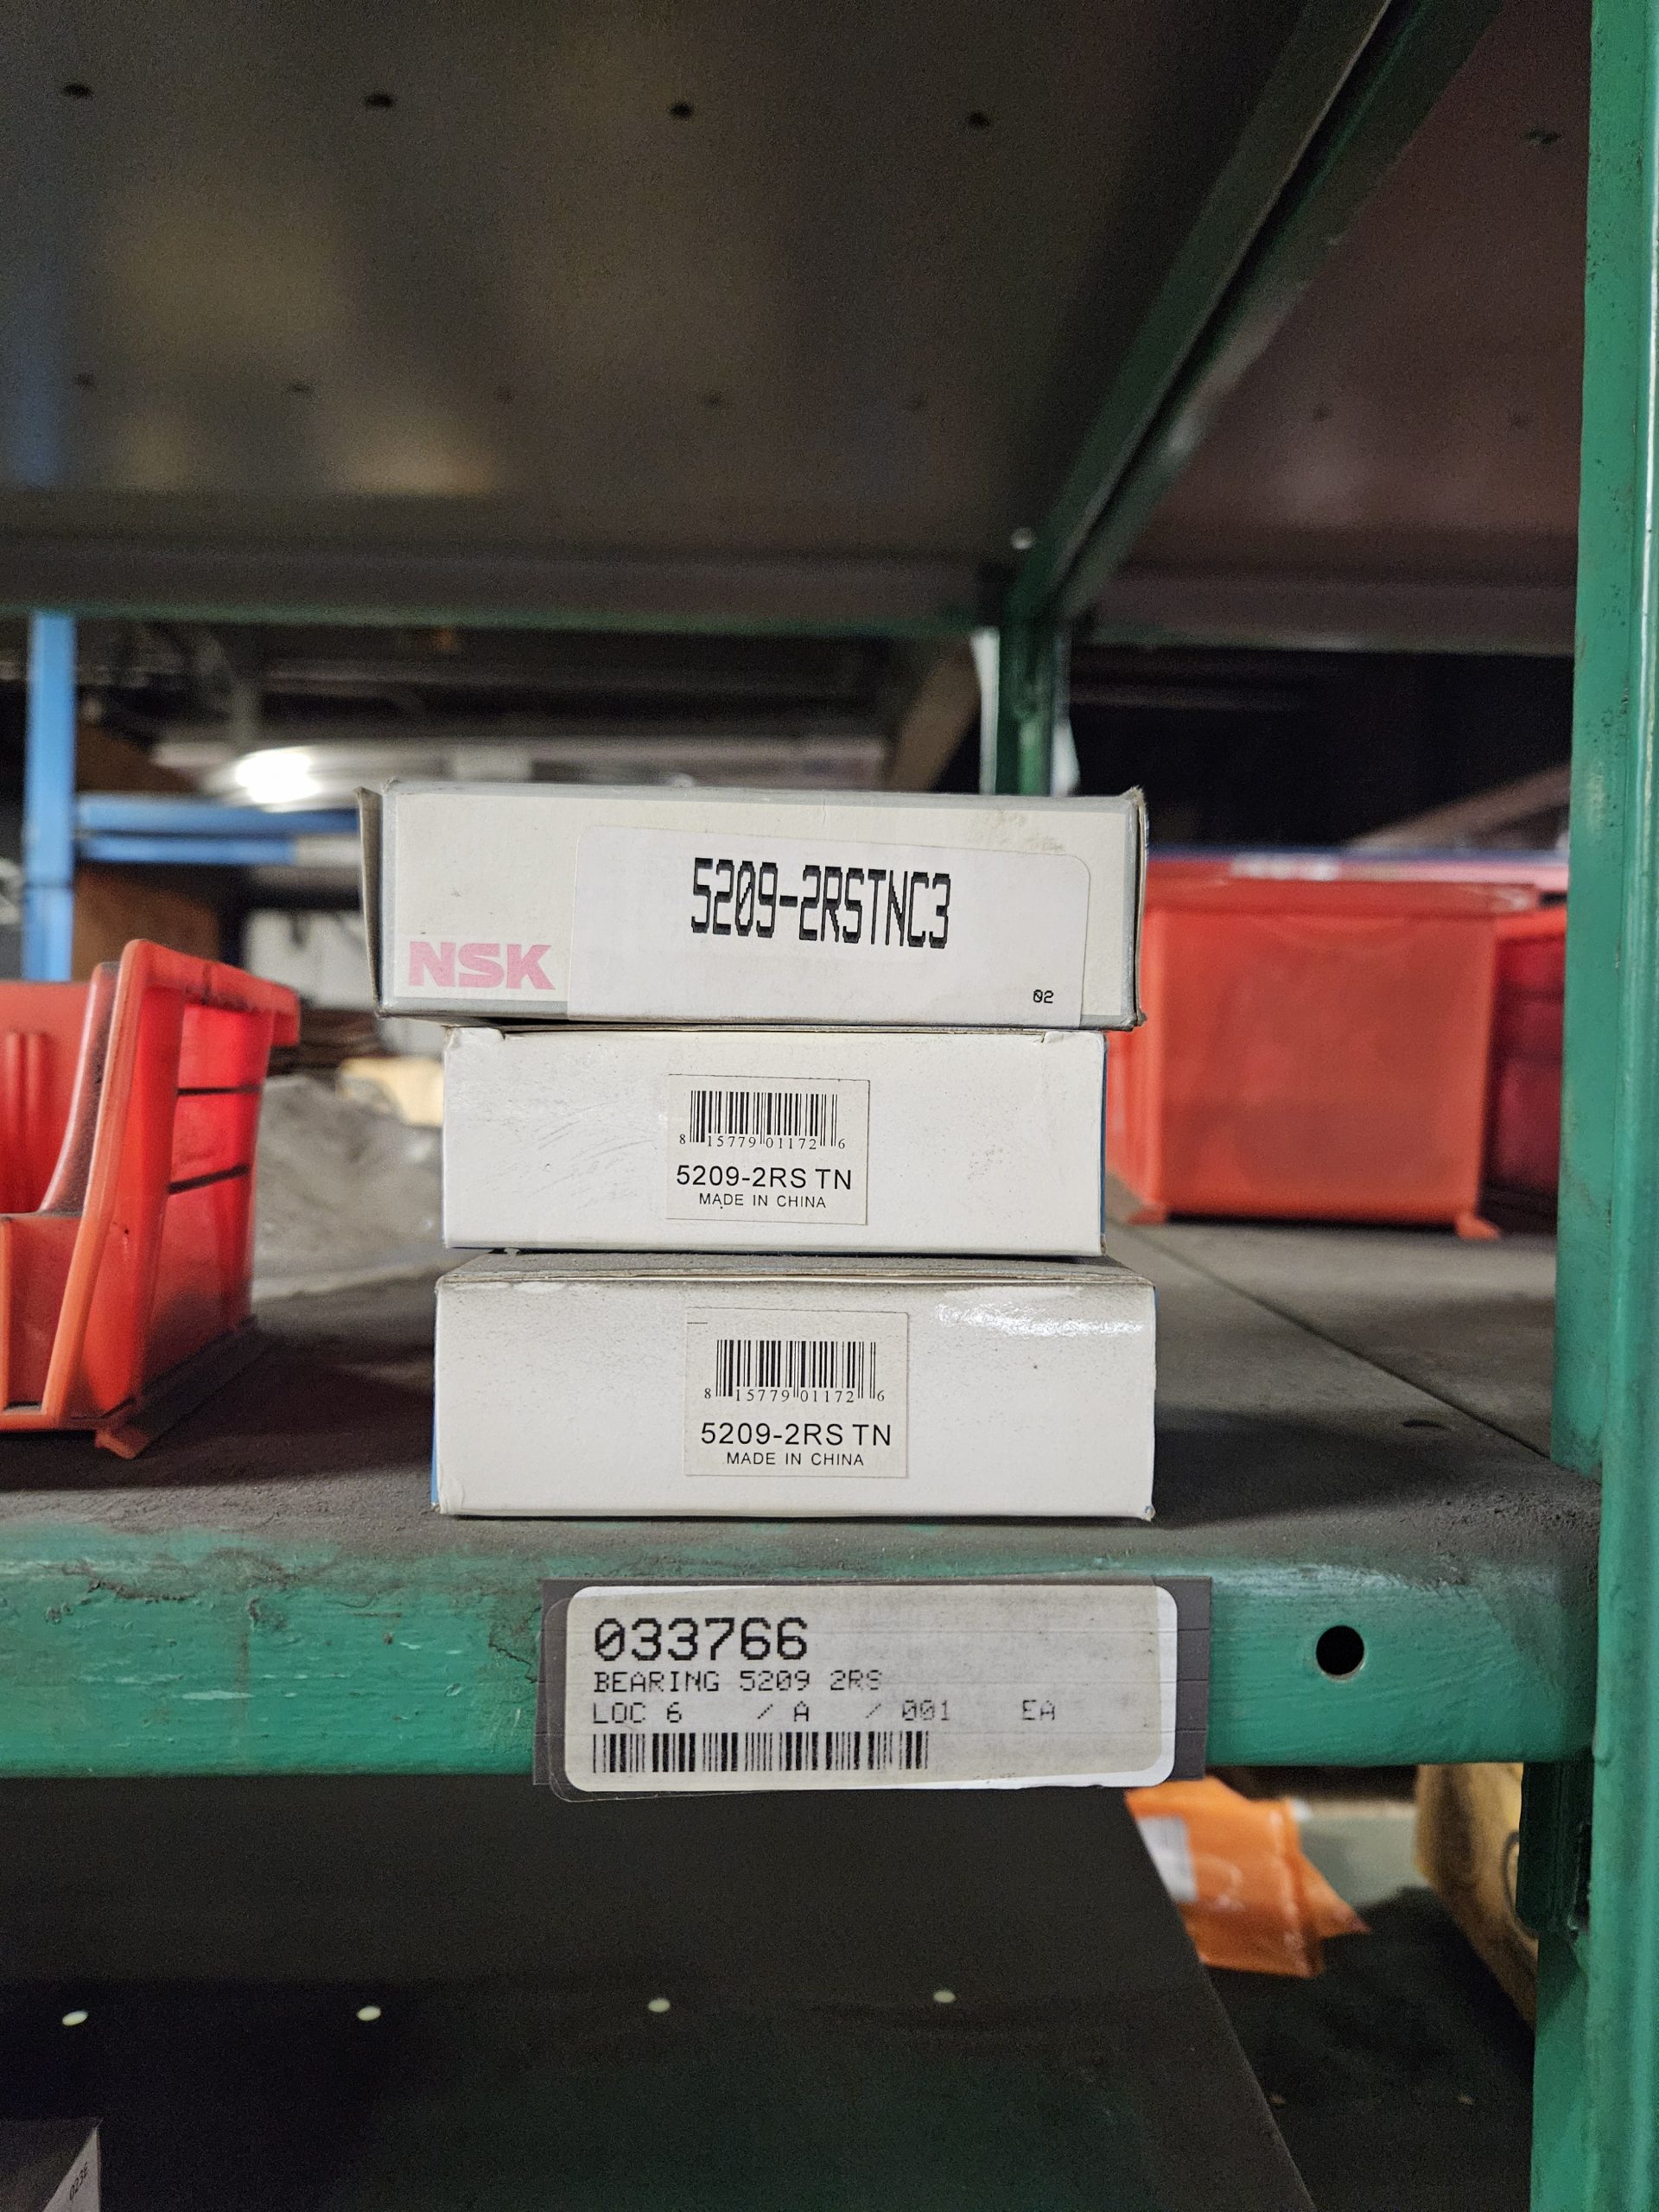 5209-2RSTNC3
NSK
02
8 15779 01172 6
5209-2RS TN
MADE IN CHINA
8 15779 01172 6
5209-2RS TN
MADE IN CHINA
033766
BEARING 5209 2RS
LOC 6 / A / 001 EA